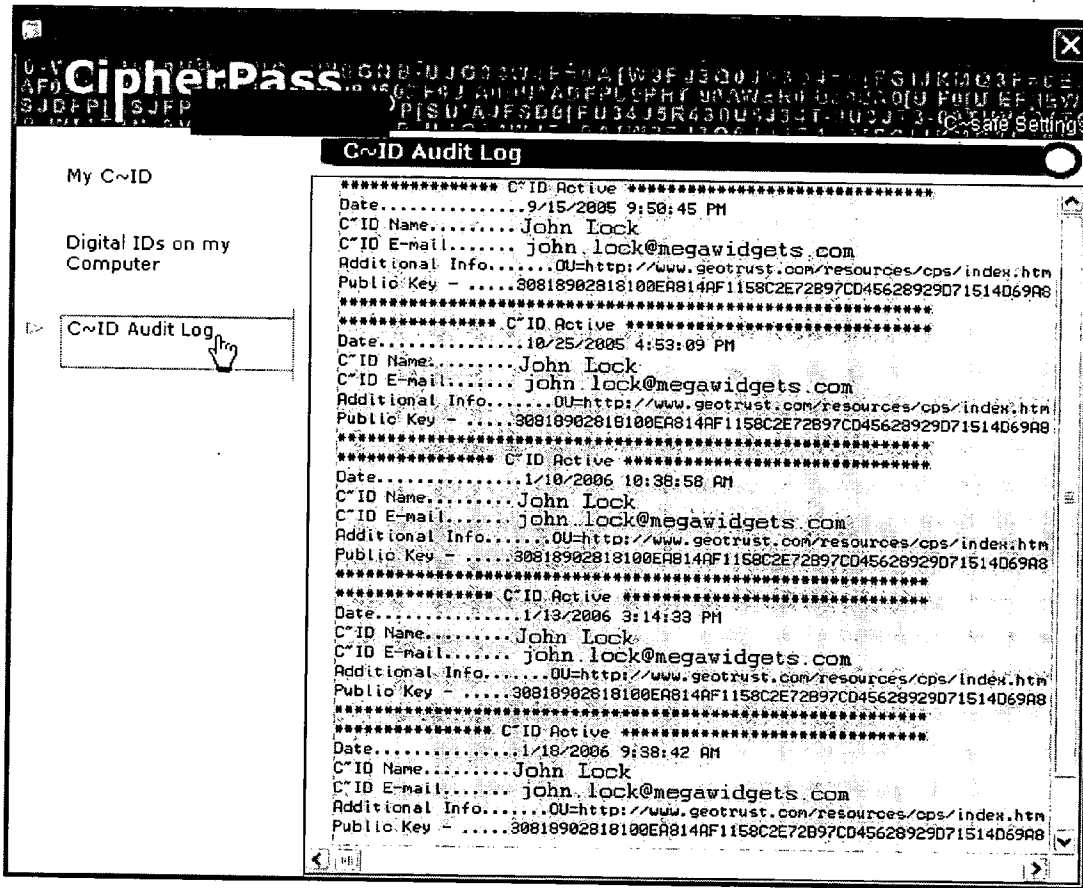 CipherPass
C~safe Settings
C~ID Audit Log
My C~ID
Digital IDs on my
Computer
C~ID Audit Log
**************** C~ID Active *******************************
Date...............9/15/2005 9:50:45 PM
C~ID Name.........John Lock
C~ID E-mail....... john.lock@megawidgets.com
Additional Info.......OU=http://www.geotrust.com/resources/cps/index.htm
Public Key - .....30818902818100EA814AF1158C2E72B97CD45628929D71514D69A8
************************************************************
**************** C~ID Active *******************************
Date...............10/25/2005 4:53:09 PM
C~ID Name.........John Lock
C~ID E-mail....... john.lock@megawidgets.com
Additional Info.......OU=http://www.geotrust.com/resources/cps/index.htm
Public Key - .....30818902818100EA814AF1158C2E72B97CD45628929D71514D69A8
************************************************************
**************** C~ID Active *******************************
Date...............1/10/2006 10:38:58 AM
C~ID Name.........John Lock
C~ID E-mail....... john.lock@megawidgets.com
Additional Info.......OU=http://www.geotrust.com/resources/cps/index.htm
Public Key - .....30818902818100EA814AF1158C2E72B97CD45628929D71514D69A8
************************************************************
**************** C~ID Active *******************************
Date...............1/13/2006 3:14:33 PM
C~ID Name.........John Lock
C~ID E-mail....... john.lock@megawidgets.com
Additional Info.......OU=http://www.geotrust.com/resources/cps/index.htm
Public Key - .....30818902818100EA814AF1158C2E72B97CD45628929D71514D69A8
************************************************************
**************** C~ID Active *******************************
Date...............1/18/2006 9:38:42 AM
C~ID Name.........John Lock
C~ID E-mail....... john.lock@megawidgets.com
Additional Info.......OU=http://www.geotrust.com/resources/cps/index.htm
Public Key - .....30818902818100EA814AF1158C2E72B97CD45628929D71514D69A8